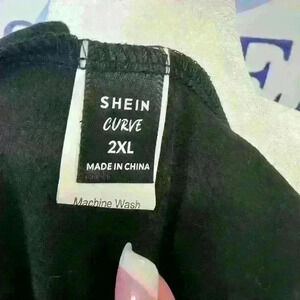 SHEIN
CURVE
2XL
MADE IN CHINA
Machine Wash